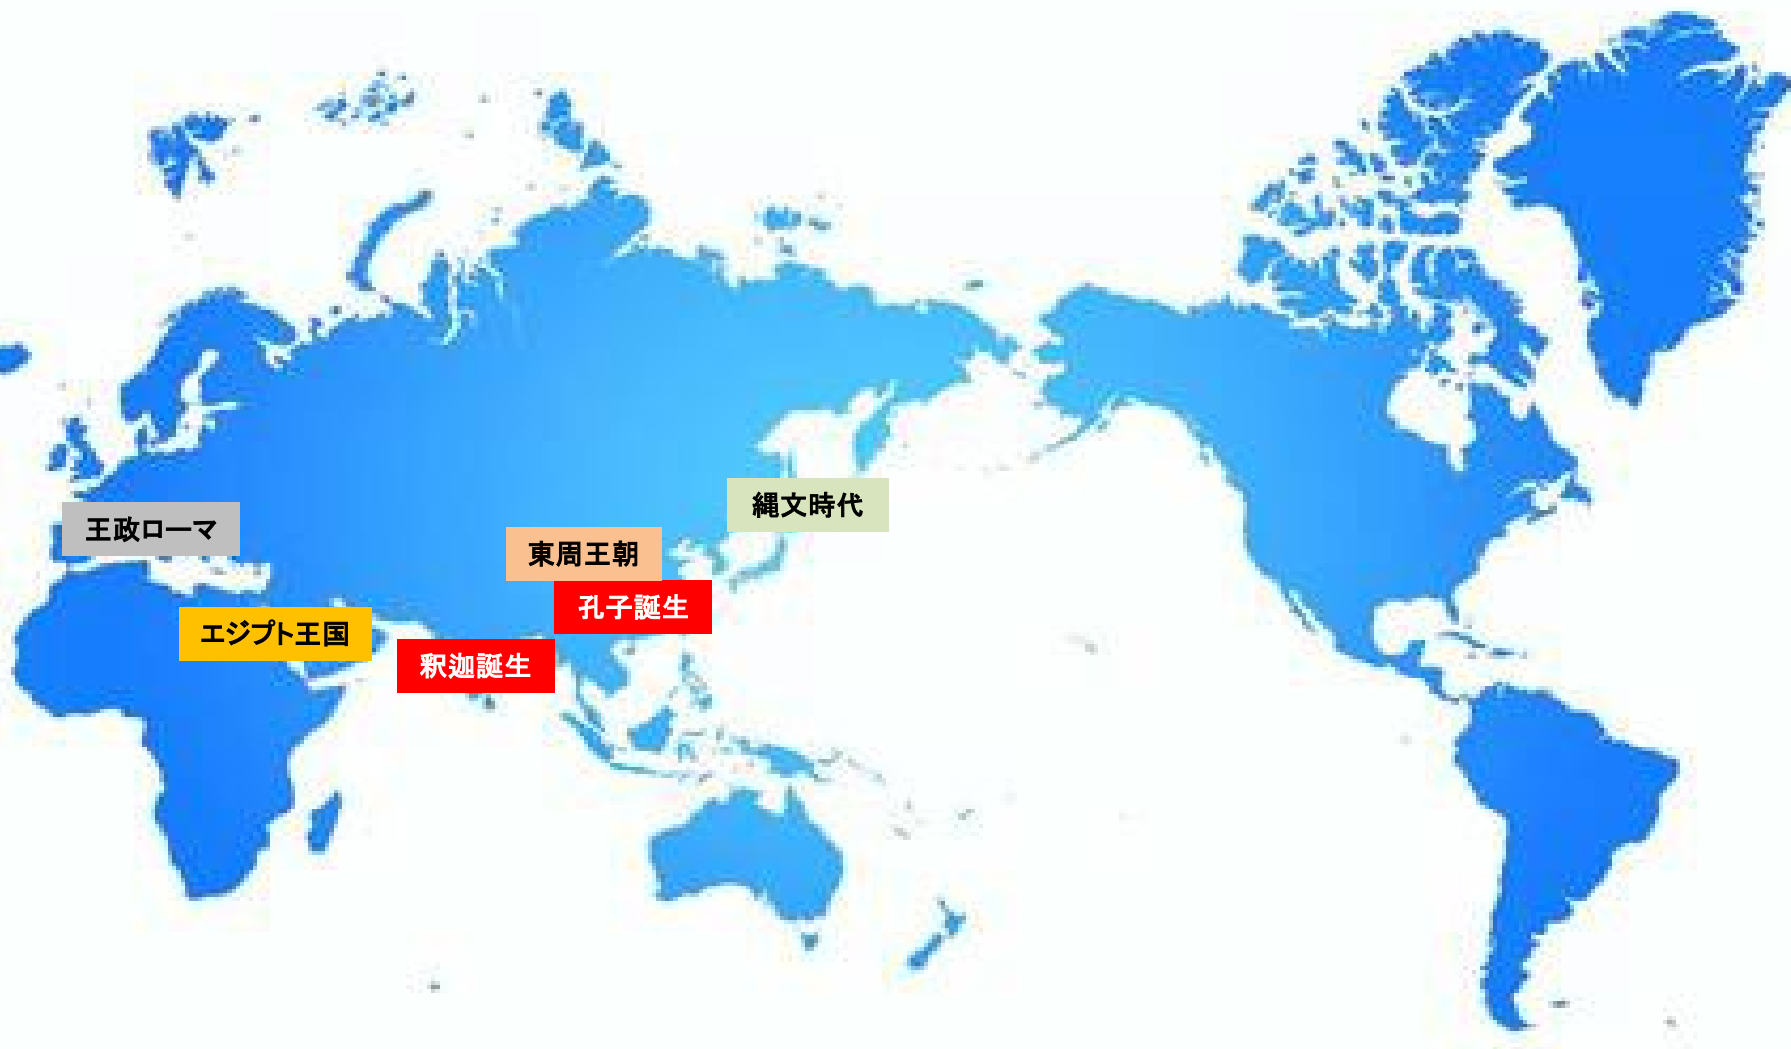 縄文時代
王政ローマ
東周王朝
孔子誕生
エジプト王国
釈迦誕生